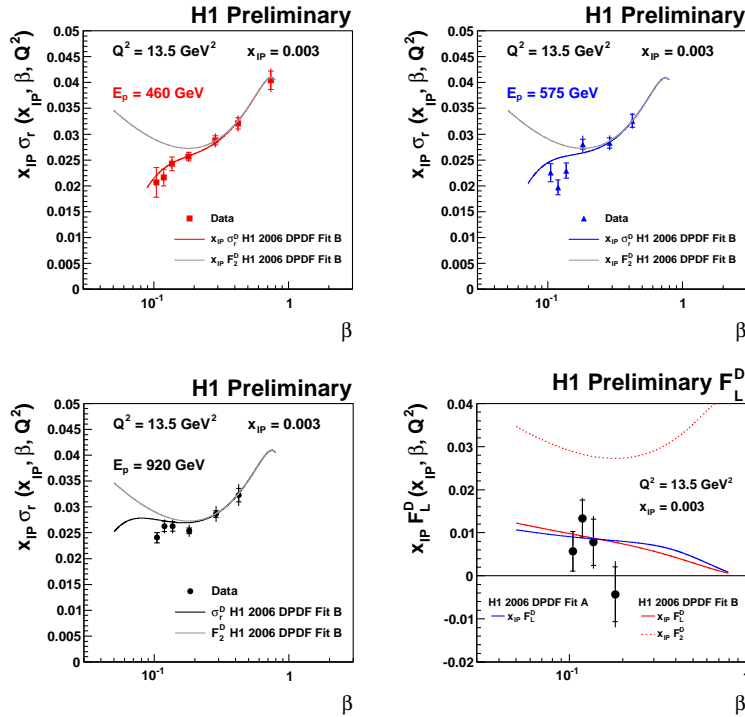 H1 Preliminary
x_IP σ_r (x_IP, β, Q²)
Q² = 13.5 GeV²    x_IP = 0.003
E_p = 460 GeV
Data
x_IP σ_r^D H1 2006 DPDF Fit B
x_IP F_2^D H1 2006 DPDF Fit B
0.05
0.045
0.04
0.035
0.03
0.025
0.02
0.015
0.01
0.005
0
10⁻¹    1
β
H1 Preliminary
x_IP σ_r (x_IP, β, Q²)
Q² = 13.5 GeV²    x_IP = 0.003
E_p = 575 GeV
Data
x_IP σ_r^D H1 2006 DPDF Fit B
x_IP F_2^D H1 2006 DPDF Fit B
0.05
0.045
0.04
0.035
0.03
0.025
0.02
0.015
0.01
0.005
0
10⁻¹    1
β
H1 Preliminary
x_IP σ_r (x_IP, β, Q²)
Q² = 13.5 GeV²    x_IP = 0.003
E_p = 920 GeV
Data
σ_r^D H1 2006 DPDF Fit B
F_2^D H1 2006 DPDF Fit B
0.05
0.045
0.04
0.035
0.03
0.025
0.02
0.015
0.01
0.005
0
10⁻¹    1
β
H1 Preliminary F_L^D
x_IP F_L^D (x_IP, β, Q²)
Q² = 13.5 GeV²
x_IP = 0.003
H1 2006 DPDF Fit A    H1 2006 DPDF Fit B
x_IP F_L^D    x_IP F_L^D
x_IP F_2^D
0.04
0.03
0.02
0.01
0
-0.01
-0.02
10⁻¹    1
β